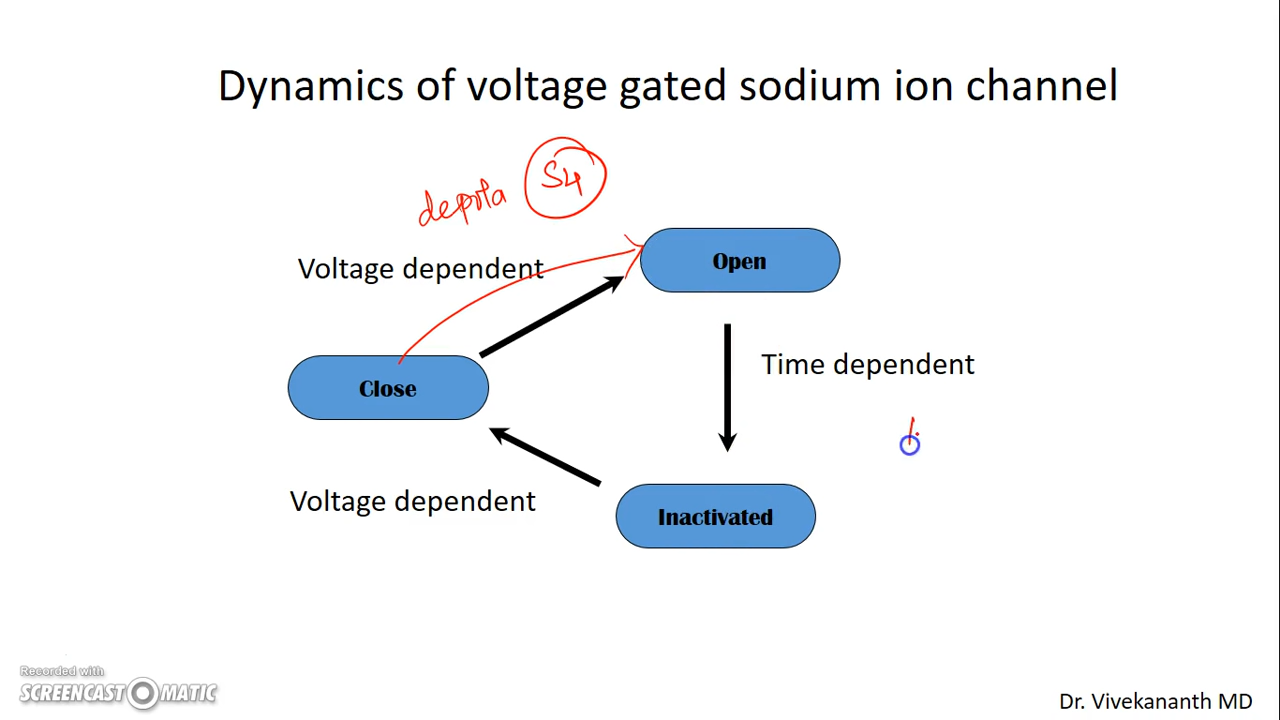 Dynamics of voltage gated sodium ion channel
S4
depola
Voltage dependent
Open
Time dependent
Close
Voltage dependent
Inactivated
Recorded with
SCREENCAST MATIC
Dr. Vivekananth MD